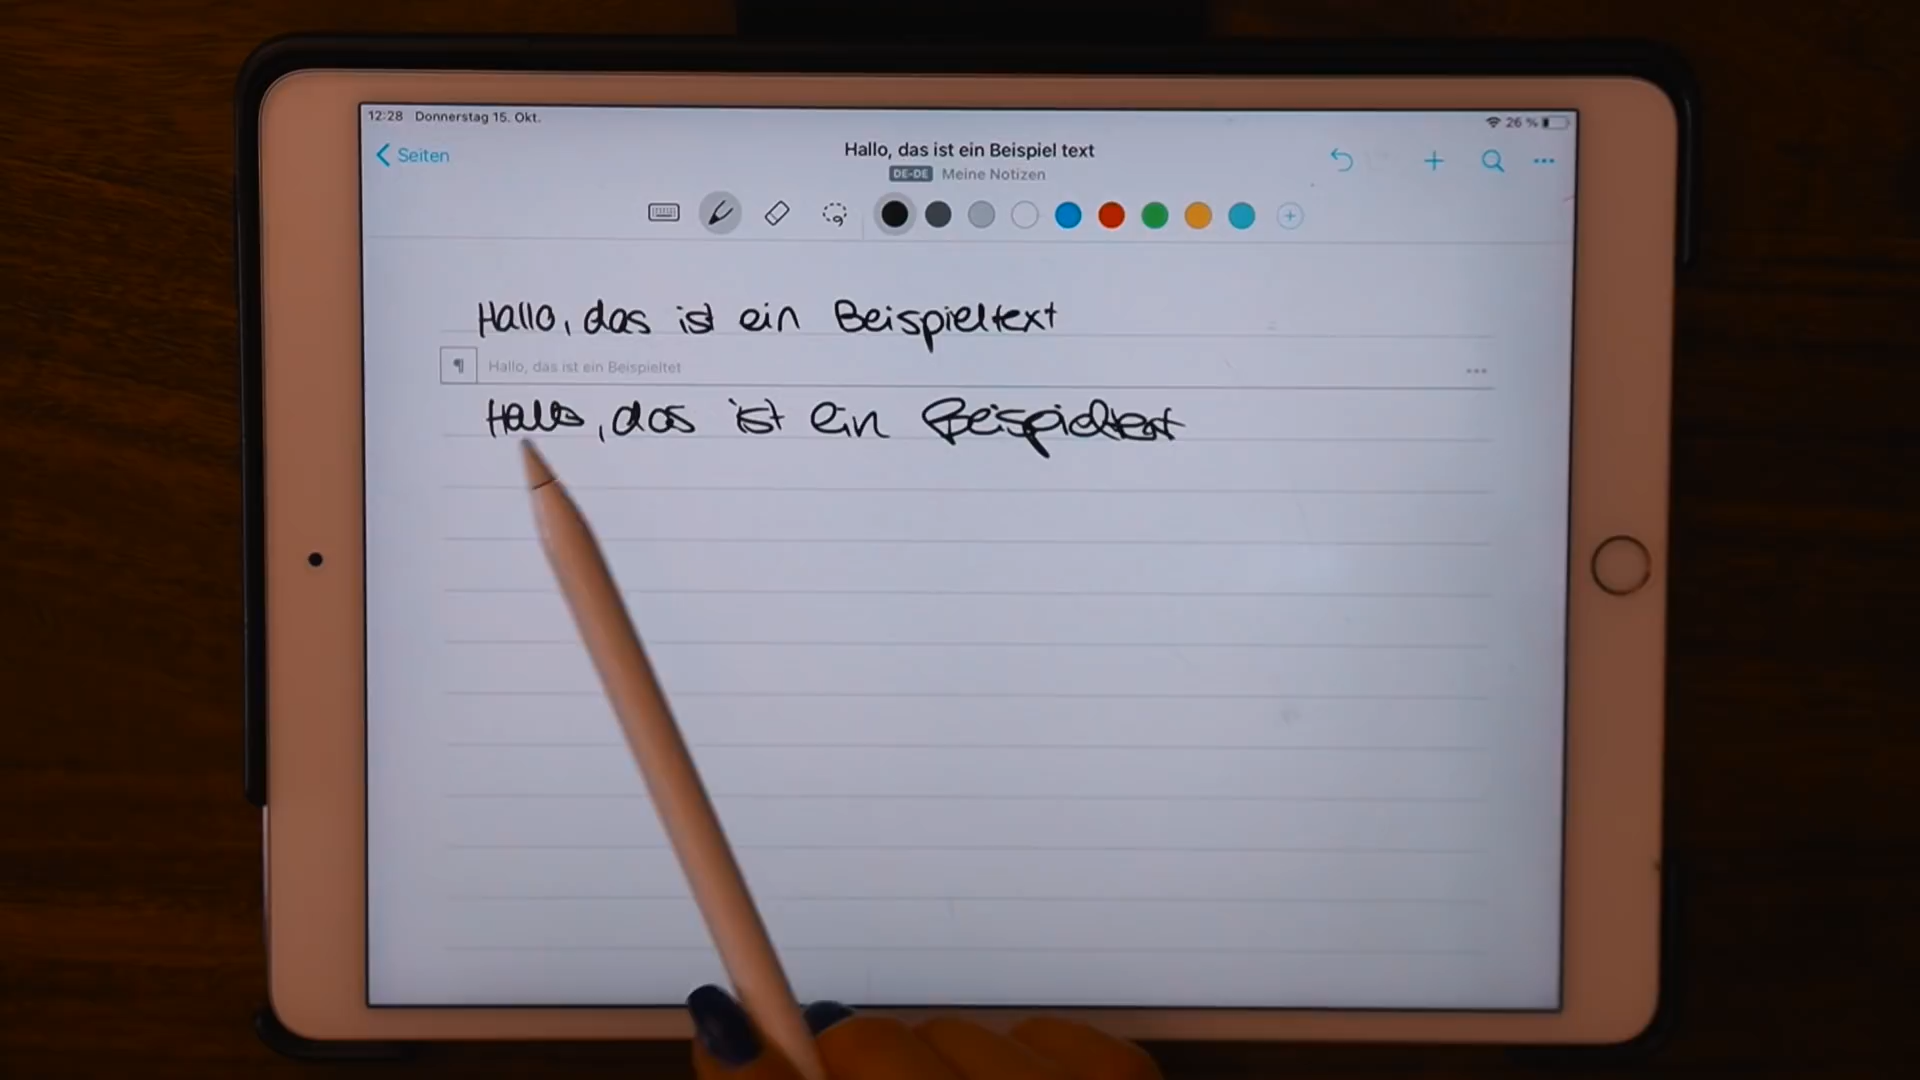 12:28 Donnerstag 15. Okt.
26 %
Seiten
Hallo, das ist ein Beispiel text
DE-DE Meine Notizen
Hallo, das ist ein Beispieltext
Hallo, das ist ein Beispieltet
Hallo, das ist ein Beispieltext